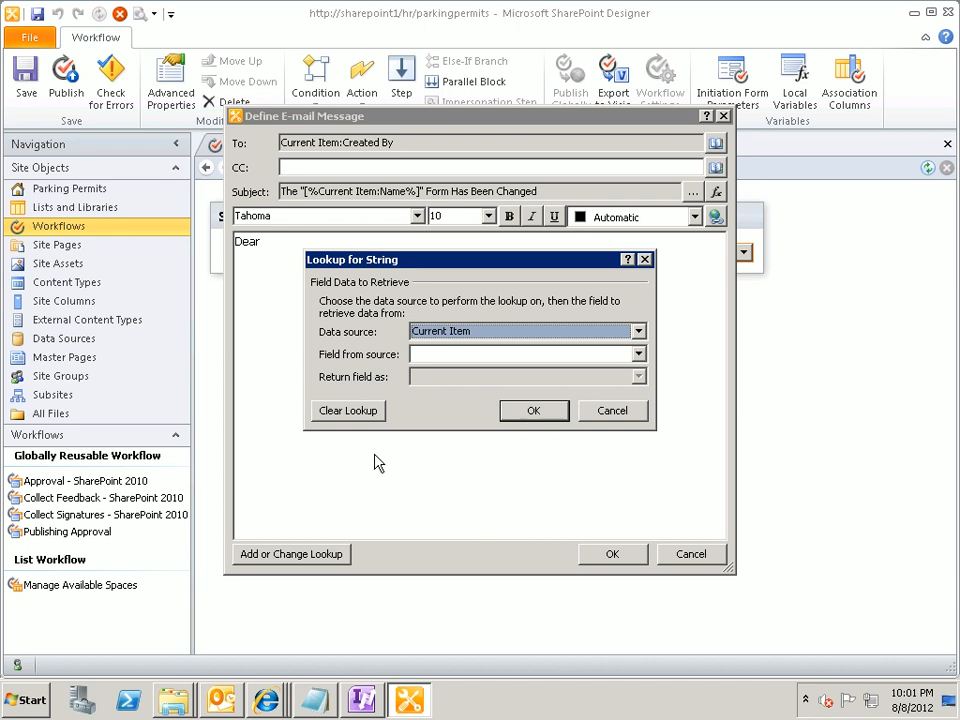 http://sharepoint1/hr/parkingpermits - Microsoft SharePoint Designer
File
Workflow
Save
Publish
Check for Errors
Save
Advanced Properties
Move Up
Move Down
Delete
Condition
Action
Step
Else-If Branch
Parallel Block
Impersonation Step
Publish
Export
Workflow
Initiation Form Parameters
Local Variables
Association Columns
Variables
Navigation
Site Objects
Parking Permits
Lists and Libraries
Workflows
Site Pages
Site Assets
Content Types
Site Columns
External Content Types
Data Sources
Master Pages
Site Groups
Subsites
All Files
Workflows
Globally Reusable Workflow
Approval - SharePoint 2010
Collect Feedback - SharePoint 2010
Collect Signatures - SharePoint 2010
Publishing Approval
List Workflow
Manage Available Spaces
Define E-mail Message
To:
Current Item:Created By
CC:
Subject:
The "[%Current Item:Name%]" Form Has Been Changed
...
fx
Tahoma
10
B
I
U
Automatic
Dear
Lookup for String
Field Data to Retrieve
Choose the data source to perform the lookup on, then the field to
retrieve data from:
Data source:
Current Item
Field from source:
Return field as:
Clear Lookup
OK
Cancel
Add or Change Lookup
OK
Cancel
Start
10:01 PM
8/8/2012